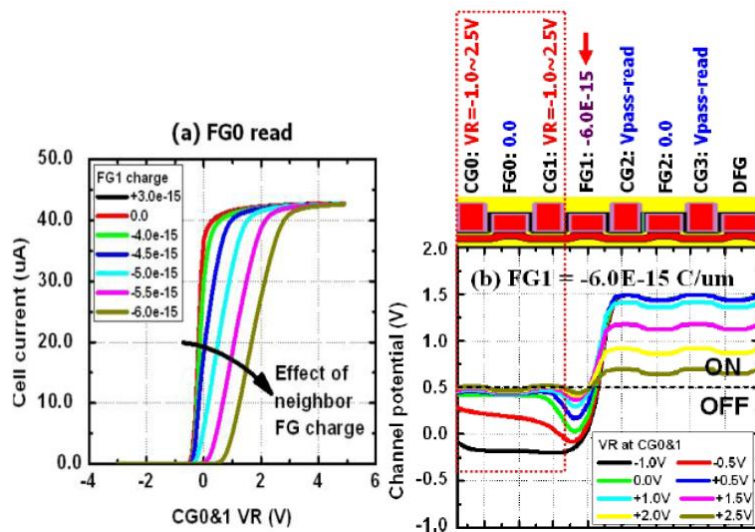 (a) FG0 read
50.0
40.0
30.0
20.0
10.0
0.0
Cell current (uA)
FG1 charge
+3.0e-15
0.0
-4.0e-15
-4.5e-15
-5.0e-15
-5.5e-15
-6.0e-15
Effect of
neighbor
FG charge
-4 -2 0 2 4 6
CG0&1 VR (V)
CG0: VR=-1.0~2.5V
FG0: 0.0
CG1: VR=-1.0~2.5V
FG1: -6.0E-15
CG2: Vpass-read
FG2: 0.0
CG3: Vpass-read
DFG
(b) FG1 = -6.0E-15 C/um
2.0
1.5
1.0
0.5
0.0
-0.5
-1.0
Channel potential (V)
ON
OFF
VR at CG0&1
-1.0V -0.5V
0.0V +0.5V
+1.0V +1.5V
+2.0V +2.5V